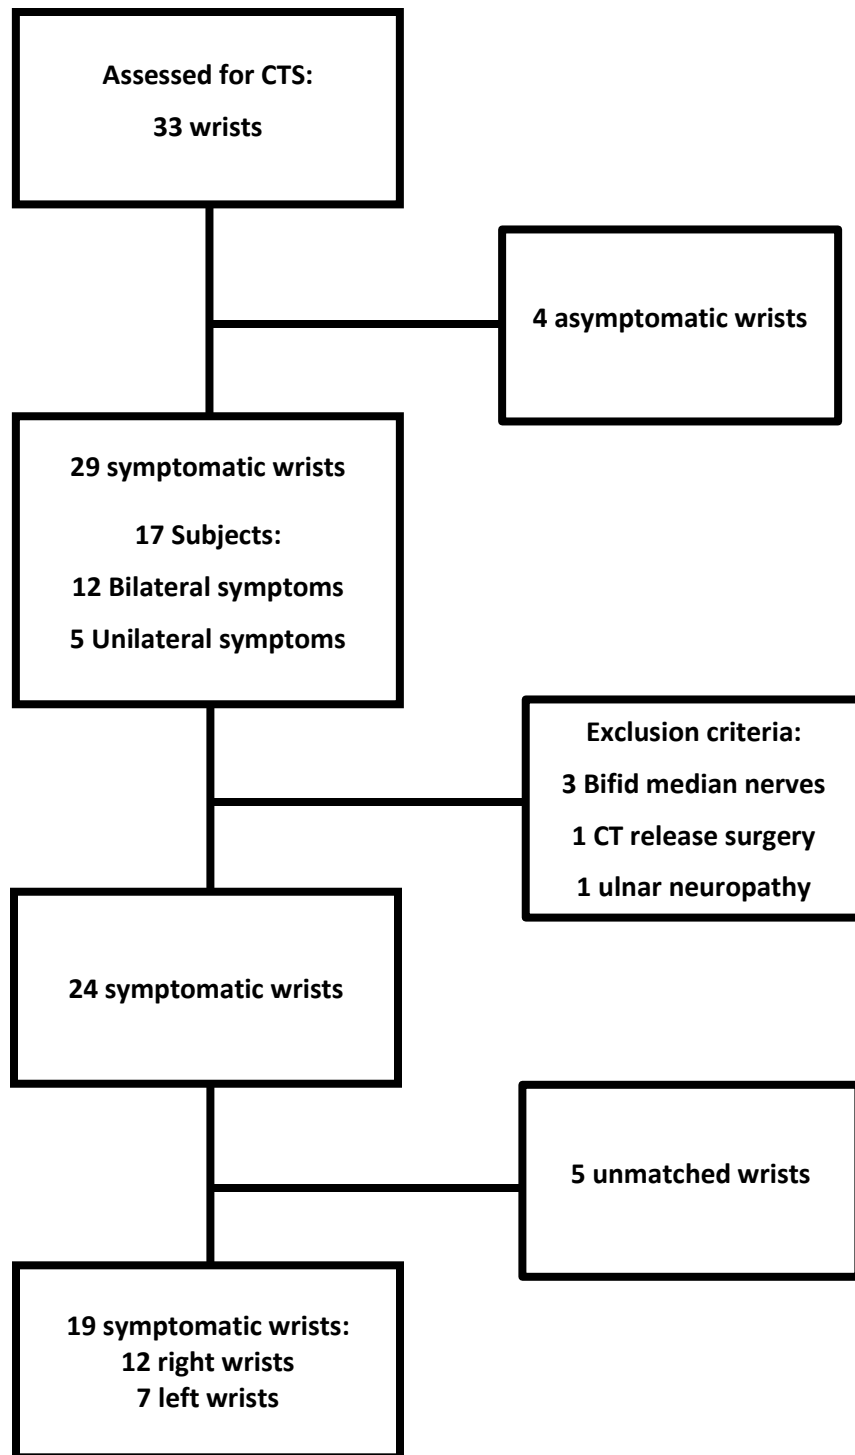 Assessed for CTS:
33 wrists
4 asymptomatic wrists
29 symptomatic wrists
17 Subjects:
12 Bilateral symptoms
5 Unilateral symptoms
Exclusion criteria:
3 Bifid median nerves
1 CT release surgery
1 ulnar neuropathy
24 symptomatic wrists
5 unmatched wrists
19 symptomatic wrists:
12 right wrists
7 left wrists